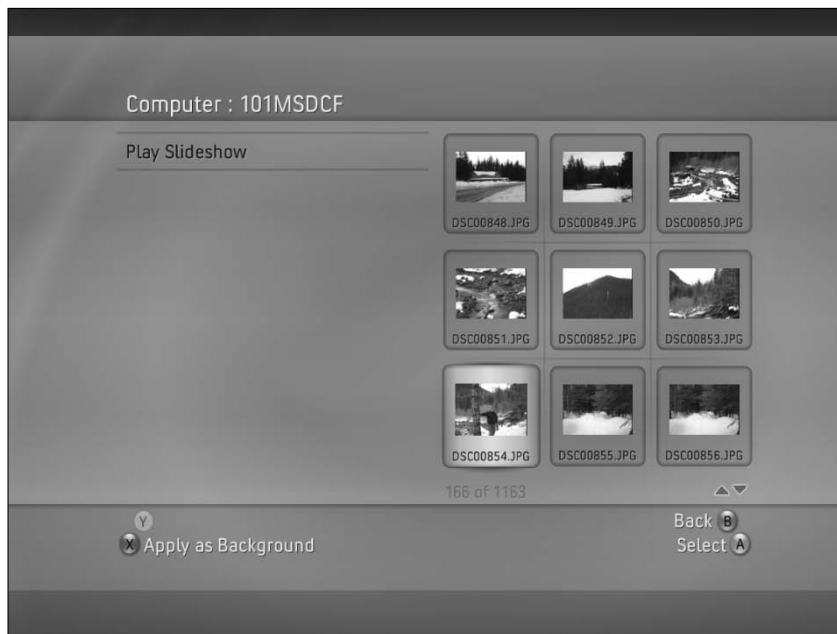 Computer : 101MSDCF
Play Slideshow
DSC00848.JPG DSC00849.JPG DSC00850.JPG
DSC00851.JPG DSC00852.JPG DSC00853.JPG
DSC00854.JPG DSC00855.JPG DSC00856.JPG
166 of 1163
Y Back B
X Apply as Background Select A